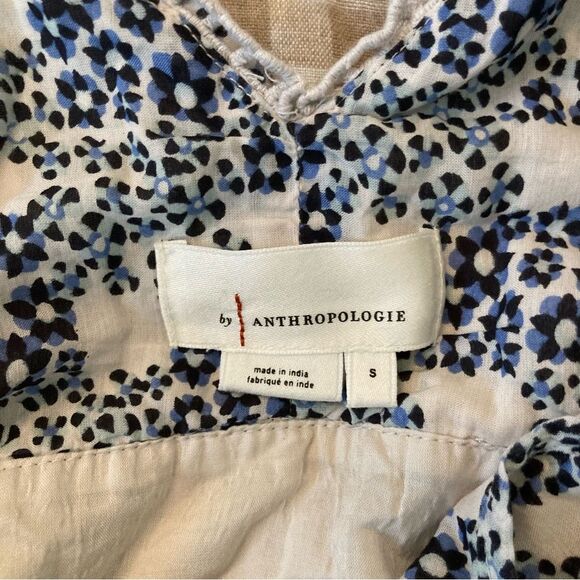 by ANTHROPOLOGIE
made in india
fabriqué en inde
S